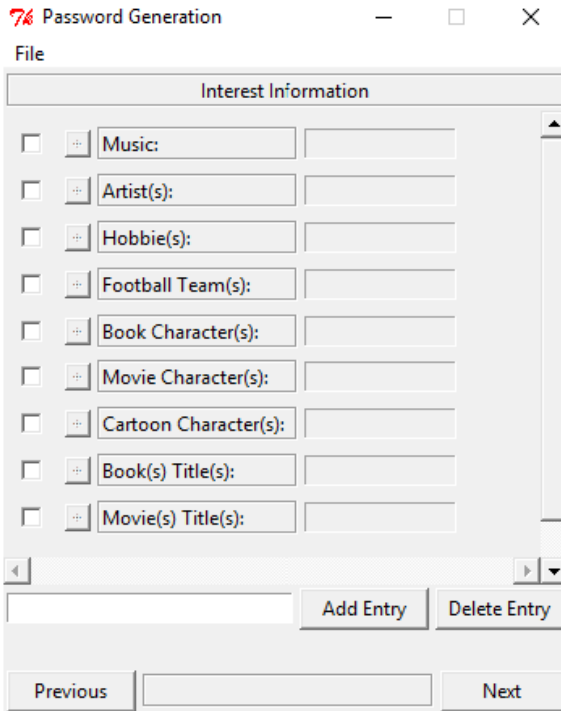 Password Generation
File
Interest Information
Music:
Artist(s):
Hobbie(s):
Football Team(s):
Book Character(s):
Movie Character(s):
Cartoon Character(s):
Book(s) Title(s):
Movie(s) Title(s):
Add Entry Delete Entry
Previous Next